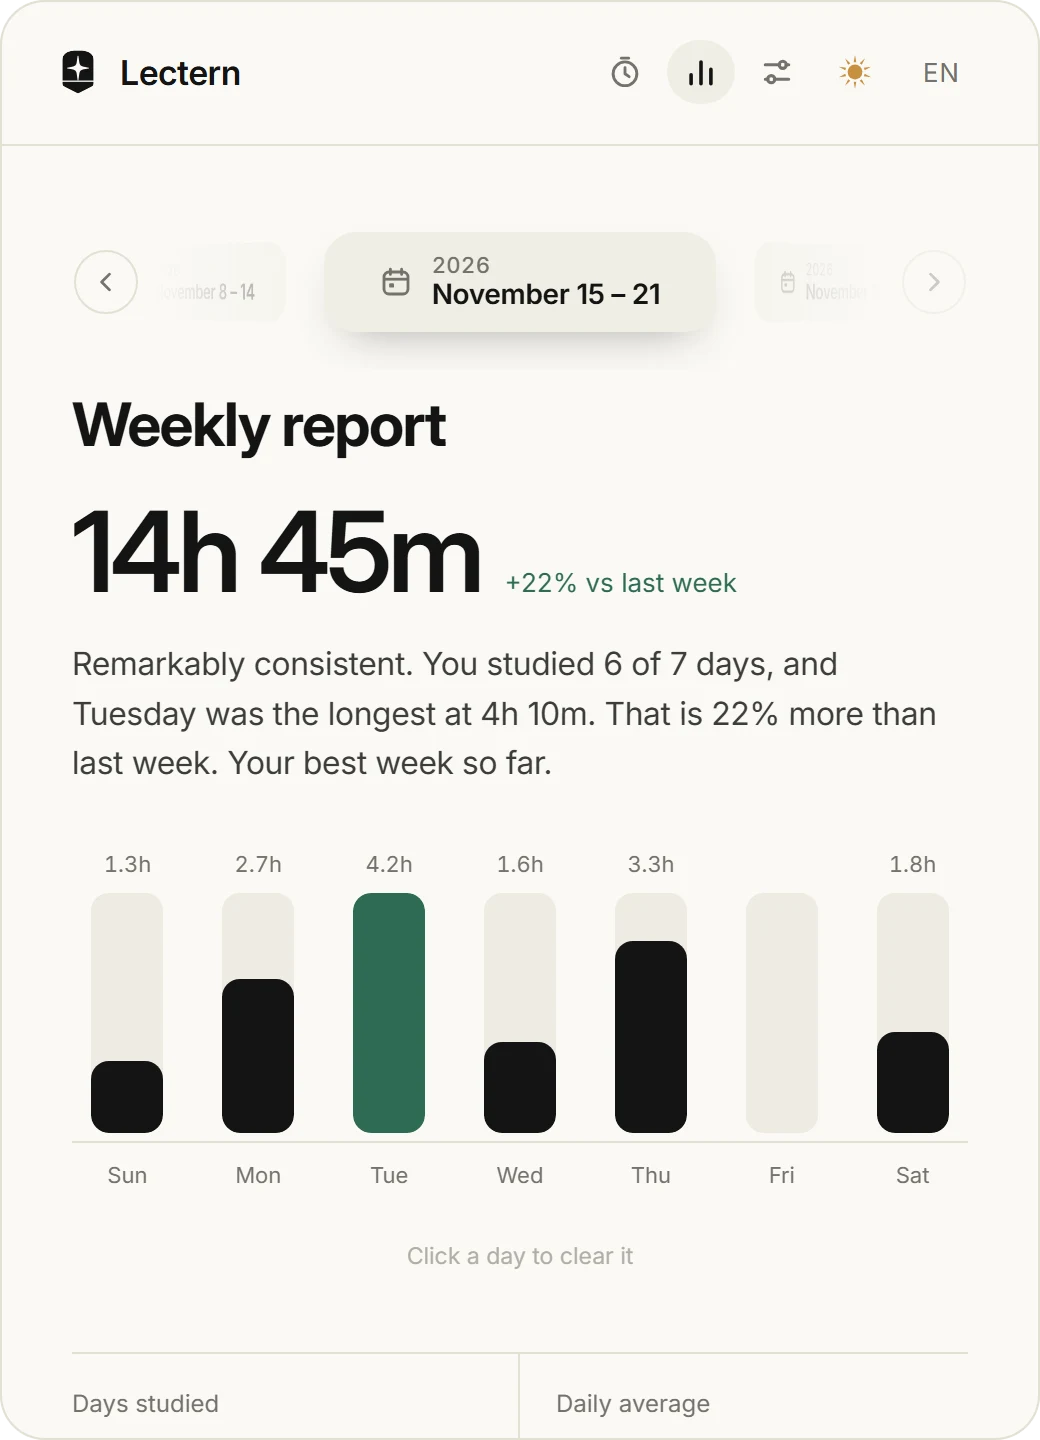 Lectern
EN
November 8 – 14
2026
November 15 – 21
2026
November
Weekly report
14h 45m
+22% vs last week
Remarkably consistent. You studied 6 of 7 days, and
Tuesday was the longest at 4h 10m. That is 22% more than
last week. Your best week so far.
1.3h 2.7h 4.2h 1.6h 3.3h 1.8h
Sun Mon Tue Wed Thu Fri Sat
Click a day to clear it
Days studied
Daily average